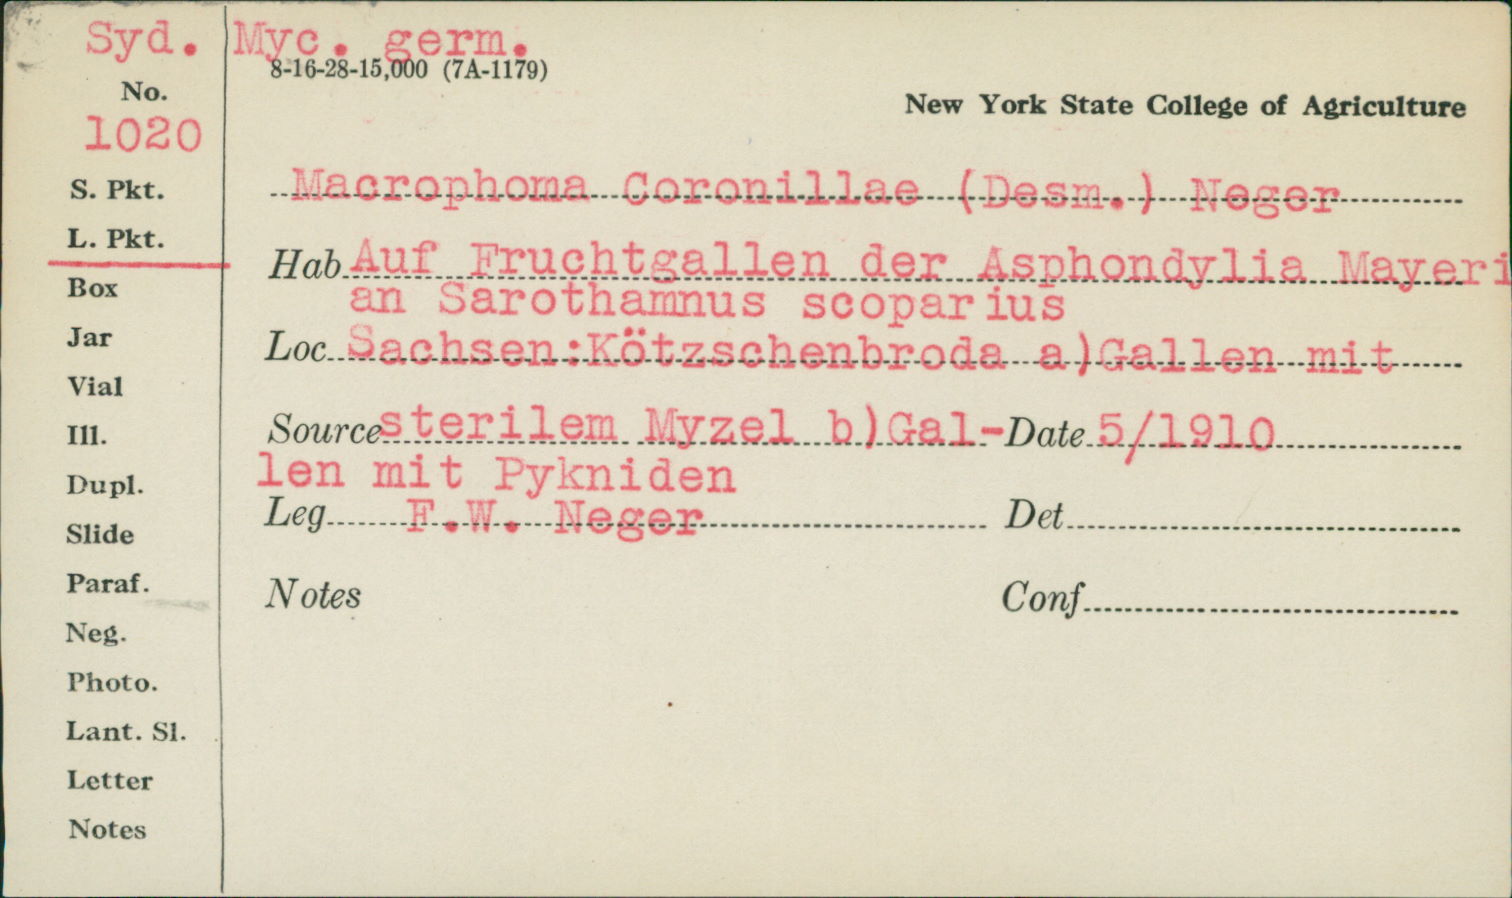 Syd. Myc. germ.
8-16-28-15,000 (7A-1179)
No.
New York State College of Agriculture
1020
S. Pkt.
Macrophoma Coronillae (Desm.) Neger
L. Pkt.
Hab Auf Fruchtgallen der Asphondylia Mayeri
Box
an Sarothamnus scoparius
Jar
Loc Sachsen:Kötzschenbroda a)Gallen mit
Vial
Ill.
Source sterilem Myzel b)Gal- Date 5/1910
len mit Pykniden
Dupl.
Leg F.W. Neger Det
Slide
Paraf.
Notes Conf
Neg.
Photo.
Lant. Sl.
Letter
Notes